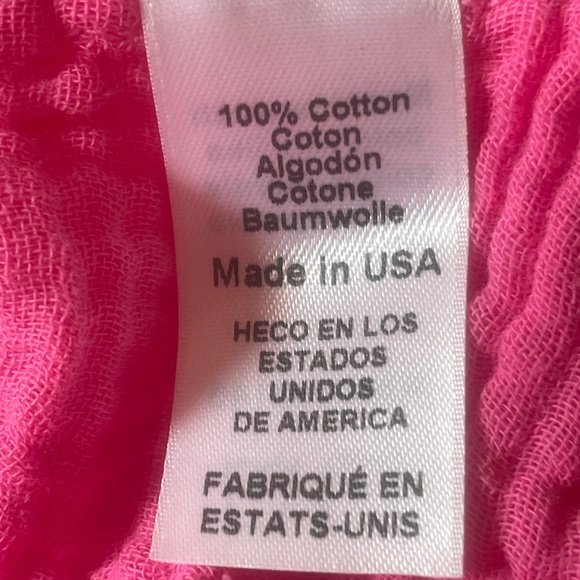 100% Cotton
Coton
Algodón
Cotone
Baumwolle
Made in USA
HECO EN LOS
ESTADOS
UNIDOS
DE AMERICA
FABRIQUÉ EN
ESTATS-UNIS